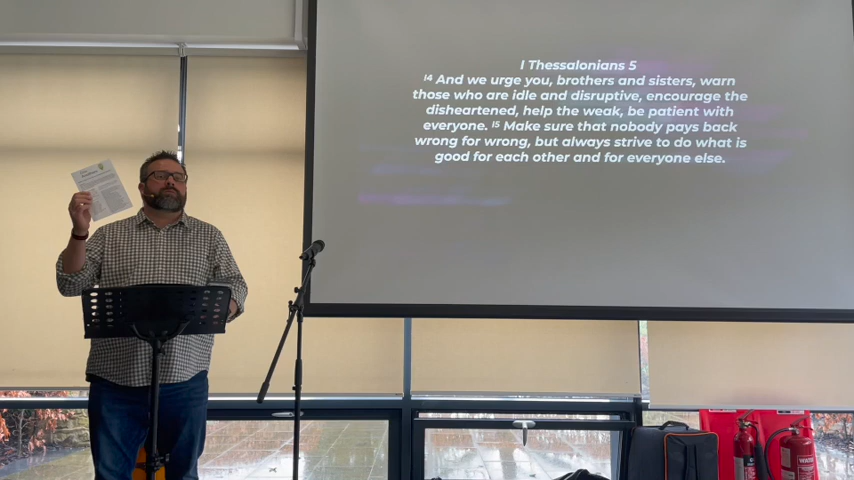 I Thessalonians 5
14 And we urge you, brothers and sisters, warn
those who are idle and disruptive, encourage the
disheartened, help the weak, be patient with
everyone. 15 Make sure that nobody pays back
wrong for wrong, but always strive to do what is
good for each other and for everyone else.
WATER